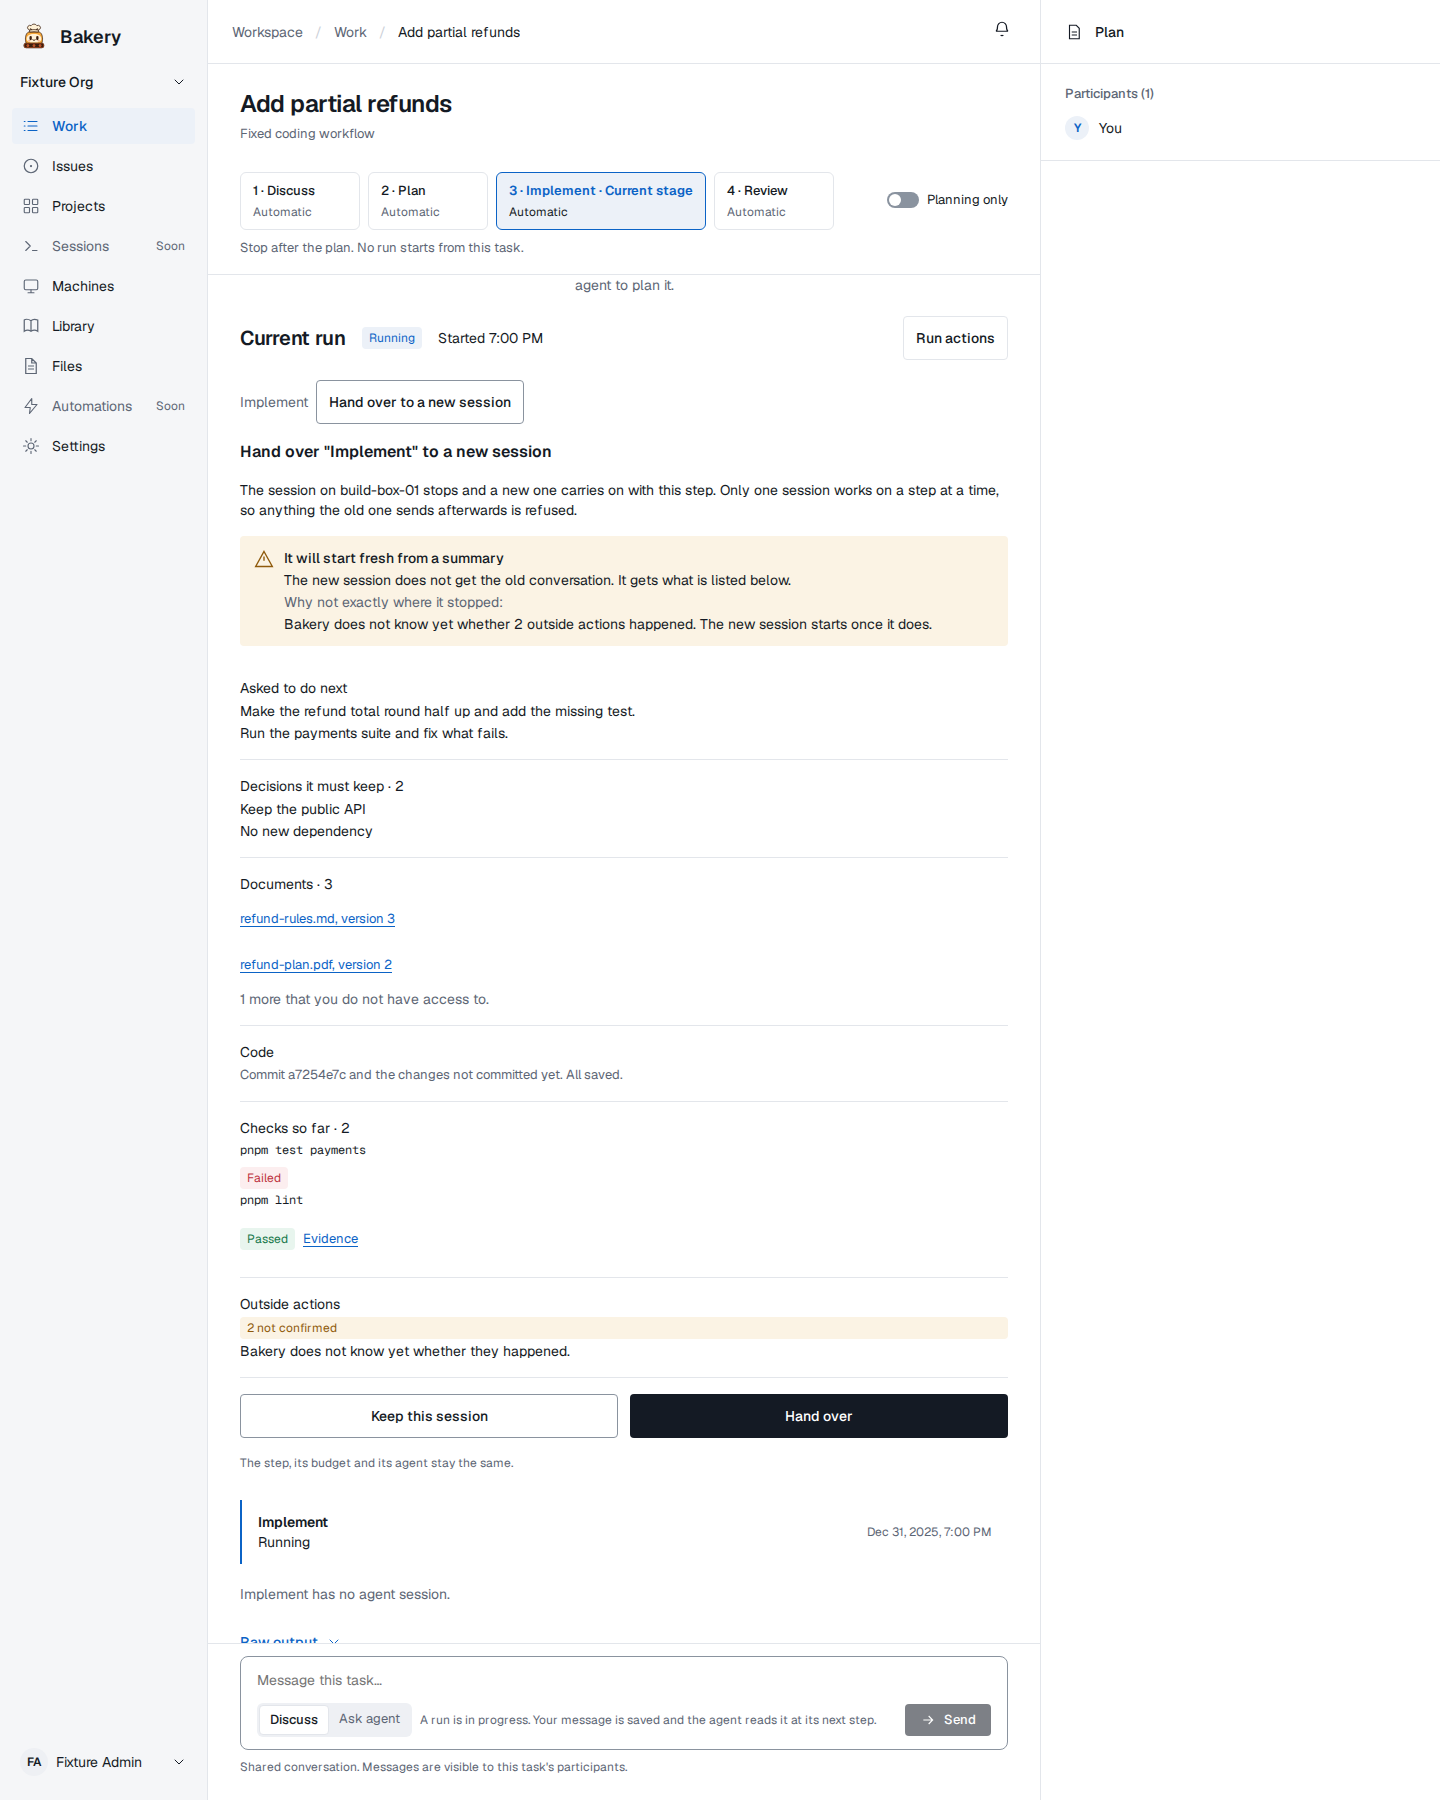 Bakery
Fixture Org
Work
Issues
Projects
Sessions Soon
Machines
Library
Files
Automations Soon
Settings
FA Fixture Admin
Workspace / Work / Add partial refunds
Add partial refunds
Fixed coding workflow
1 · Discuss
Automatic
2 · Plan
Automatic
3 · Implement · Current stage
Automatic
4 · Review
Automatic
Planning only
Stop after the plan. No run starts from this task.
agent to plan it.
Current run Running Started 7:00 PM Run actions
Implement Hand over to a new session
Hand over "Implement" to a new session
The session on build-box-01 stops and a new one carries on with this step. Only one session works on a step at a time,
so anything the old one sends afterwards is refused.
It will start fresh from a summary
The new session does not get the old conversation. It gets what is listed below.
Why not exactly where it stopped:
Bakery does not know yet whether 2 outside actions happened. The new session starts once it does.
Asked to do next
Make the refund total round half up and add the missing test.
Run the payments suite and fix what fails.
Decisions it must keep · 2
Keep the public API
No new dependency
Documents · 3
refund-rules.md, version 3
refund-plan.pdf, version 2
1 more that you do not have access to.
Code
Commit a7254e7c and the changes not committed yet. All saved.
Checks so far · 2
pnpm test payments
Failed
pnpm lint
Passed Evidence
Outside actions
2 not confirmed
Bakery does not know yet whether they happened.
Keep this session Hand over
The step, its budget and its agent stay the same.
Implement
Running
Dec 31, 2025, 7:00 PM
Implement has no agent session.
Raw output
Message this task…
Discuss Ask agent A run is in progress. Your message is saved and the agent reads it at its next step. Send
Shared conversation. Messages are visible to this task's participants.
Plan
Participants (1)
Y You